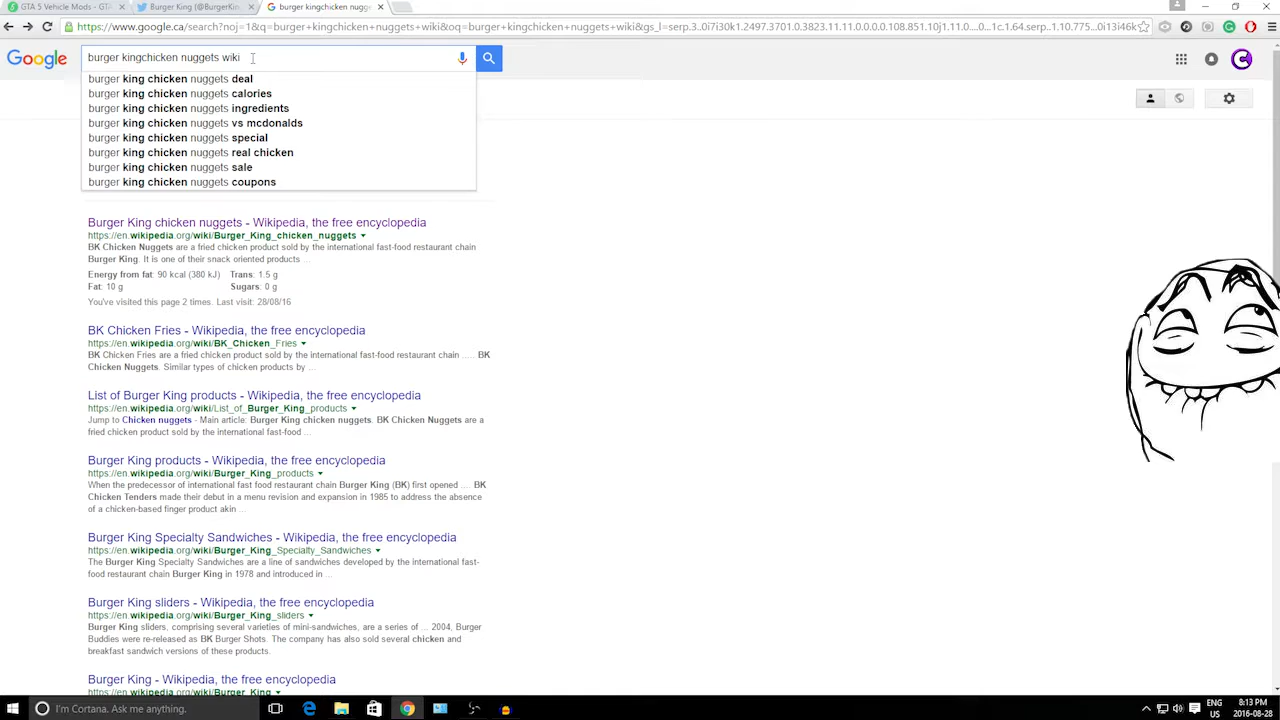 GTA 5 Vehicle Mods - G
Burger King (@BurgerKin
burger kingchicken nugg
https://www.google.ca/search?noj=1&q=burger+kingchicken+nuggets+wiki&oq=burger+kingchicken+nuggets+wiki&gs_l=serp.3..0i7i30k1.2497.3701.0.3823.11.11.0.0.0.0.108.851.10j1.11.0....0...1c.1.64.serp..1.10.775...0i13i46k
Google
burger kingchicken nuggets wiki
burger king chicken nuggets deal
burger king chicken nuggets calories
burger king chicken nuggets ingredients
burger king chicken nuggets vs mcdonalds
burger king chicken nuggets special
burger king chicken nuggets real chicken
burger king chicken nuggets sale
burger king chicken nuggets coupons
Burger King chicken nuggets - Wikipedia, the free encyclopedia
https://en.wikipedia.org/wiki/Burger_King_chicken_nuggets
BK Chicken Nuggets are a fried chicken product sold by the international fast-food restaurant chain
Burger King. It is one of their snack oriented products ...
Energy from fat: 90 kcal (380 kJ) Trans: 1.5 g
Fat: 10 g Sugars: 0 g
You've visited this page 2 times. Last visit: 28/08/16
BK Chicken Fries - Wikipedia, the free encyclopedia
https://en.wikipedia.org/wiki/BK_Chicken_Fries
BK Chicken Fries are a fried chicken product sold by the international fast-food restaurant chain ..... BK
Chicken Nuggets. Similar types of chicken products by ...
List of Burger King products - Wikipedia, the free encyclopedia
https://en.wikipedia.org/wiki/List_of_Burger_King_products
Jump to Chicken nuggets - Main article: Burger King chicken nuggets. BK Chicken Nuggets are a
fried chicken product sold by the international fast-food ...
Burger King products - Wikipedia, the free encyclopedia
https://en.wikipedia.org/wiki/Burger_King_products
When the predecessor of international fast food restaurant chain Burger King (BK) first opened .... BK
Chicken Tenders made their debut in a menu revision and expansion in 1985 to address the absence
of a chicken-based finger product akin ...
Burger King Specialty Sandwiches - Wikipedia, the free encyclopedia
https://en.wikipedia.org/wiki/Burger_King_Specialty_Sandwiches
The Burger King Specialty Sandwiches are a line of sandwiches developed by the international fast-
food restaurant chain Burger King in 1978 and introduced in ...
Burger King sliders - Wikipedia, the free encyclopedia
https://en.wikipedia.org/wiki/Burger_King_sliders
Burger King sliders, comprising several varieties of mini-sandwiches, are a series of ... 2004, Burger
Buddies were re-released as BK Burger Shots. The company has also sold several chicken and
breakfast sandwich versions of these products.
Burger King - Wikipedia, the free encyclopedia
https://en.wikipedia.org/wiki/Burger_King
I'm Cortana. Ask me anything.
ENG
US
8:13 PM
2016-08-28